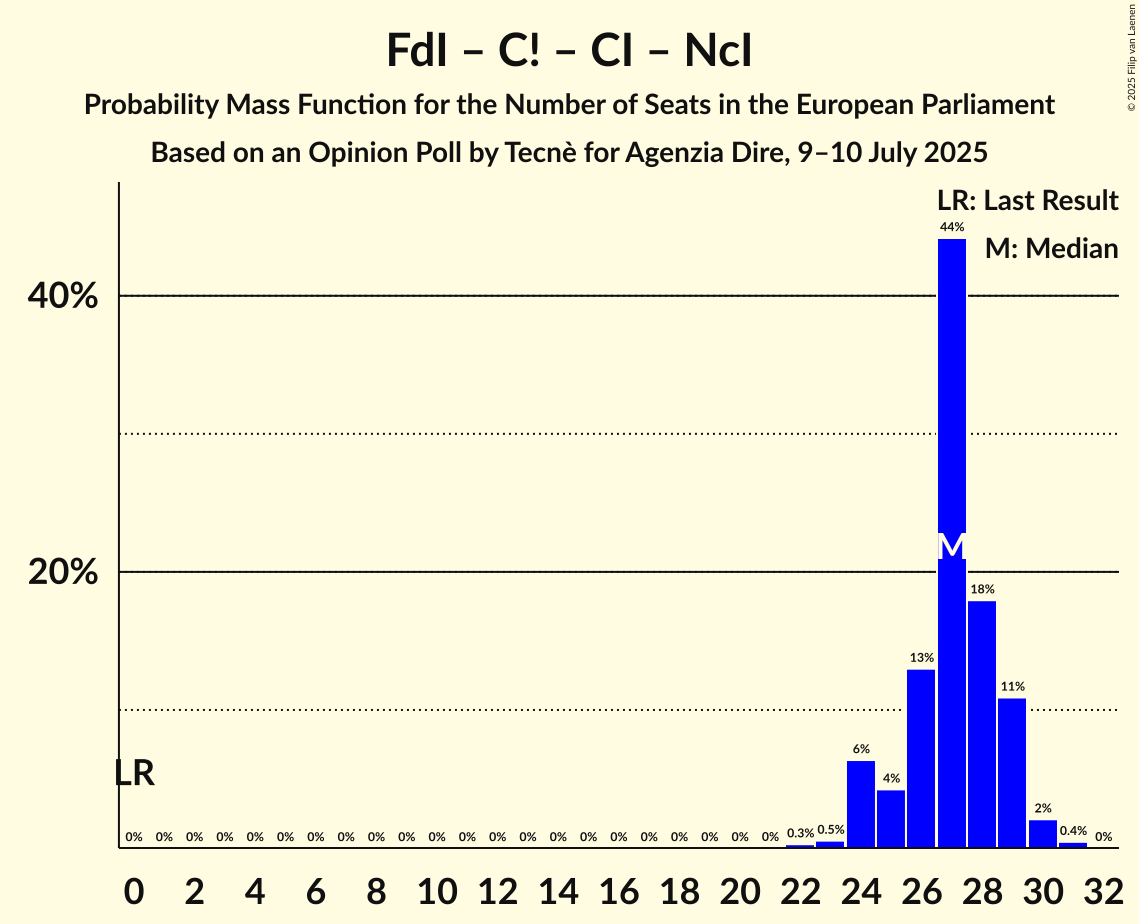 FdI – C! – CI – NcI
Probability Mass Function for the Number of Seats in the European Parliament
Based on an Opinion Poll by Tecnè for Agenzia Dire, 9–10 July 2025
© 2025 Filip van Laenen
LR: Last Result
M: Median
44%
40%
M
20%
18%
13%
11%
6%
4%
2%
LR
0% 0% 0% 0% 0% 0% 0% 0% 0% 0% 0% 0% 0% 0% 0% 0% 0% 0% 0% 0% 0% 0% 0.3% 0.5% 0.4% 0%
0 2 4 6 8 10 12 14 16 18 20 22 24 26 28 30 32